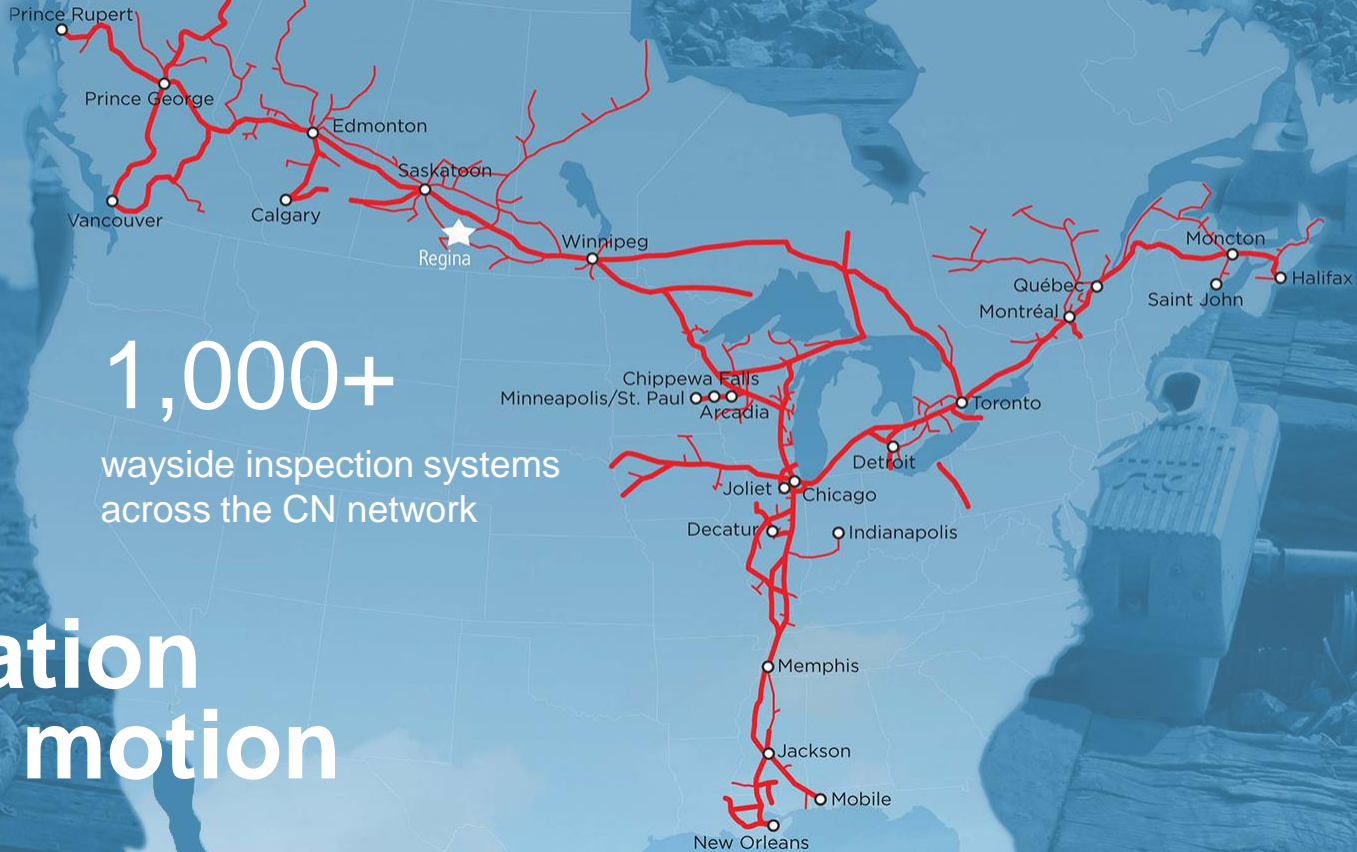 Prince Rupert
Prince George
Edmonton
Saskatoon
Vancouver
Calgary
Regina
Winnipeg
Moncton
Québec
Halifax
Saint John
Montréal
1,000+
wayside inspection systems
across the CN network
Chippewa Falls
Minneapolis/St. Paul
Arcadia
Toronto
Detroit
Joliet
Chicago
Decatur
Indianapolis
ation
motion
Memphis
Jackson
Mobile
New Orleans